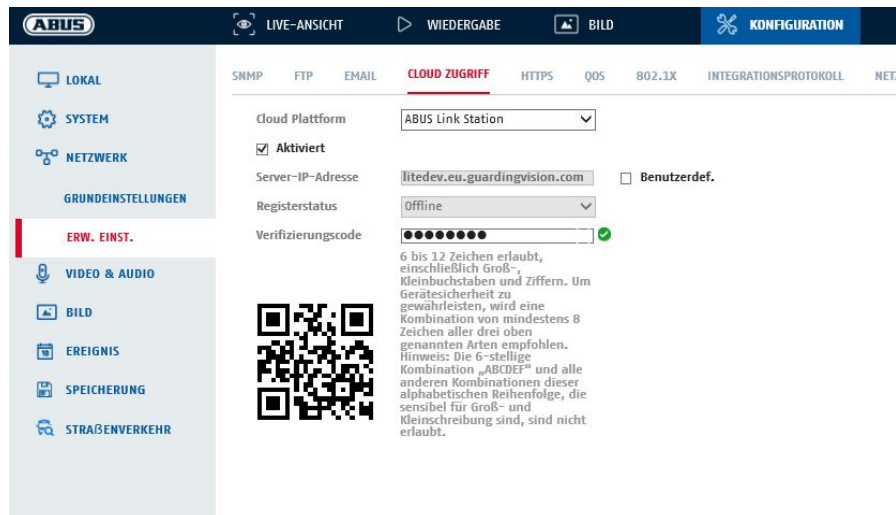 ABUS
LIVE-ANSICHT
WIEDERGABE
BILD
KONFIGURATION
LOKAL
SYSTEM
NETZWERK
GRUNDEINSTELLUNGEN
ERW. EINST.
VIDEO & AUDIO
BILD
EREIGNIS
SPEICHERUNG
STRAßENVERKEHR
SNMP FTP EMAIL CLOUD ZUGRIFF HTTPS QOS 802.1X INTEGRATIONSPROTOKOLL
Cloud Plattform ABUS Link Station
Aktiviert
Server-IP-Adresse litedev.eu.guardingvision.com Benutzerdef.
Registerstatus Offline
Verifizierungscode ●●●●●●●●
6 bis 12 Zeichen erlaubt,
einschließlich Groß-,
Kleinbuchstaben und Ziffern. Um
Gerätesicherheit zu
gewährleisten, wird eine
Kombination von mindestens 8
Zeichen aller drei oben
genannten Arten empfohlen.
Hinweis: Die 6-stellige
Kombination „ABCDEF“ und alle
anderen Kombinationen dieser
alphabetischen Reihenfolge, die
sensibel für Groß- und
Kleinschreibung sind, sind nicht
erlaubt.